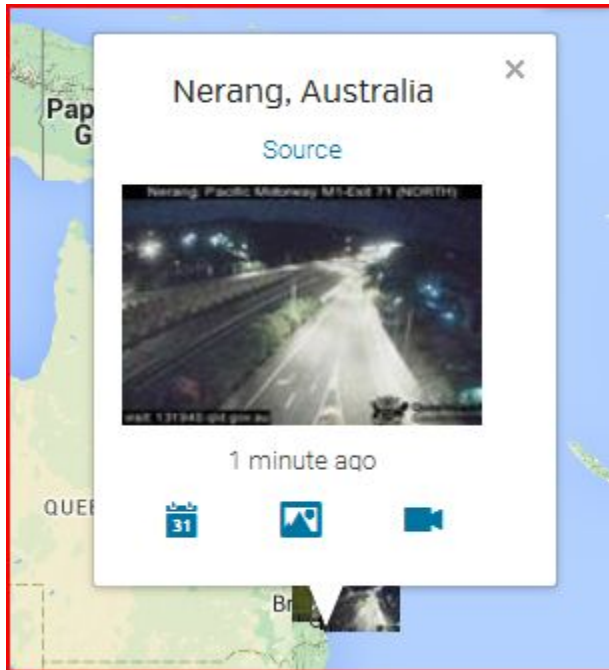 Pap
G
Nerang, Australia
Source
Nerang: Pacific Motorway M1-Exit 71 (NORTH)
visit: 131940.qld.gov.au
1 minute ago
31
QUEE
Br